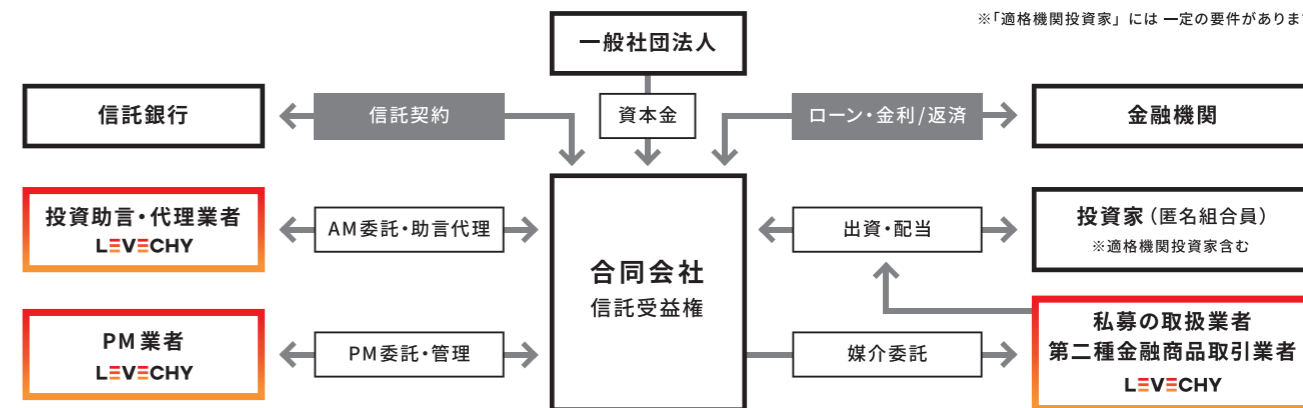 ※「適格機関投資家」には 一定の要件がありま
一般社団法人
信託銀行
信託契約
資本金
ローン・金利/返済
金融機関
投資助言・代理業者
LEVECHY
AM委託・助言代理
合同会社
信託受益権
出資・配当
投資家(匿名組合員)
※適格機関投資家含む
PM業者
LEVECHY
PM委託・管理
媒介委託
私募の取扱業者
第二種金融商品取引業者
LEVECHY